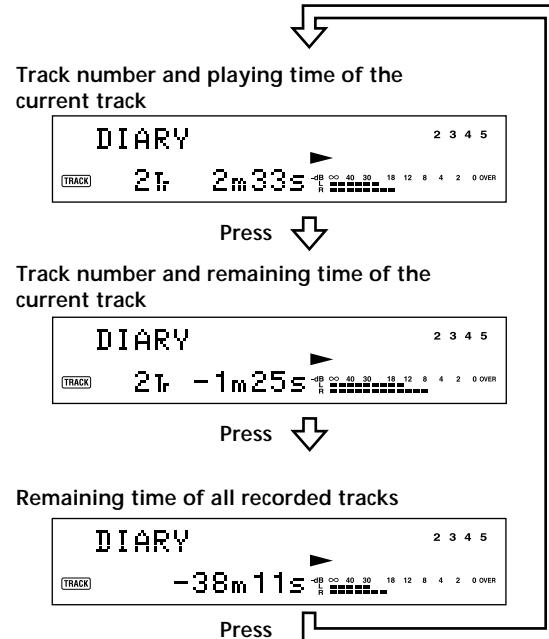 Track number and playing time of the
current track
DIARY 2 3 4 5
TRACK 2Tr 2m33s -dB ∞ 40 30 18 12 8 4 2 0 OVER
L
R
Press
Track number and remaining time of the
current track
DIARY 2 3 4 5
TRACK 2Tr -1m25s -dB ∞ 40 30 18 12 8 4 2 0 OVER
L
R
Press
Remaining time of all recorded tracks
DIARY 2 3 4 5
TRACK -38m11s -dB ∞ 40 30 18 12 8 4 2 0 OVER
L
R
Press